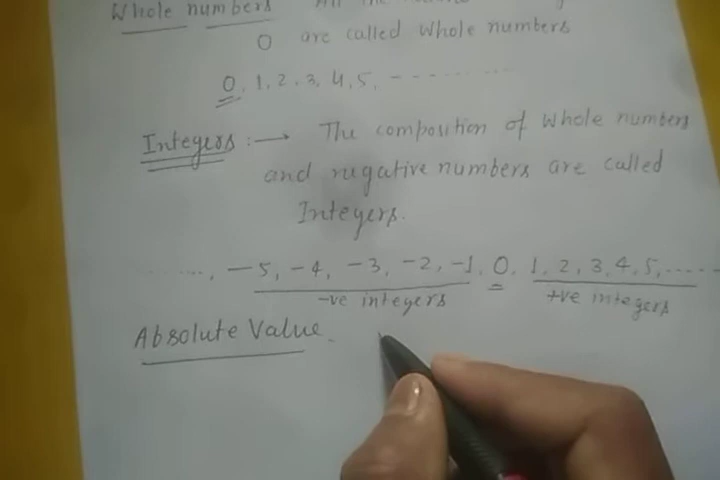 Whole numbers All the
0 are called Whole numbers
0, 1, 2, 3, 4, 5, ---------
Integers :→ The composition of Whole numbers
and negative numbers are called
Integers.
....., -5, -4, -3, -2, -1, 0, 1, 2, 3, 4, 5, ......
-ve integers +ve integers
Absolute Value